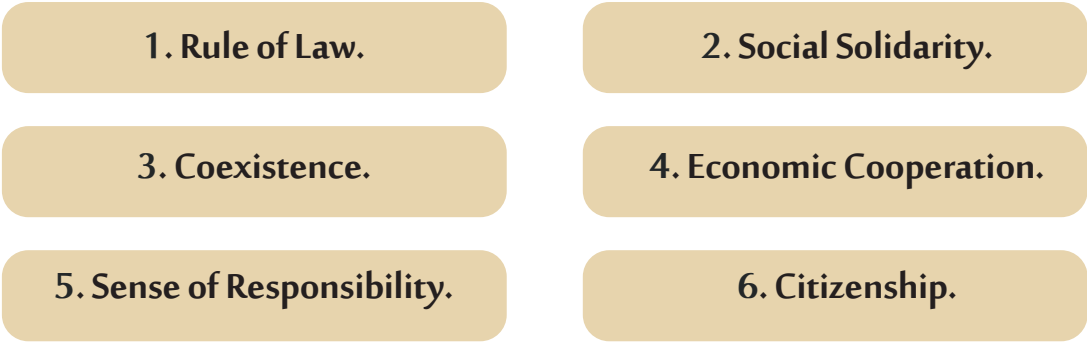 1. Rule of Law.
2. Social Solidarity.
3. Coexistence.
4. Economic Cooperation.
5. Sense of Responsibility.
6. Citizenship.